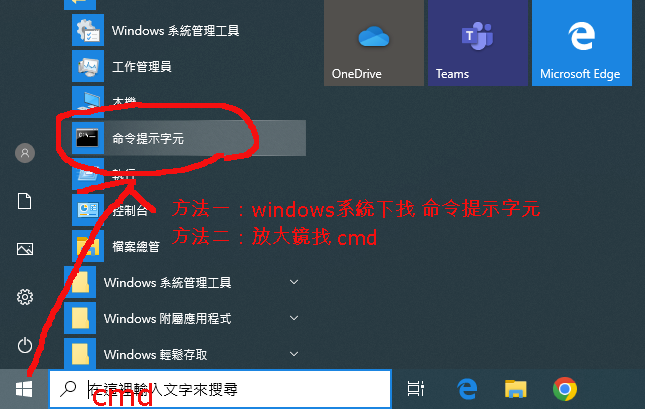 Windows 系統管理工具
工作管理員
本機
命令提示字元
執行
控制台
檔案總管
Windows 系統管理工具
Windows 附屬應用程式
Windows 輕鬆存取
OneDrive
Teams
Microsoft Edge
方法一：windows系統下找 命令提示字元
方法二：放大鏡找 cmd
在這裡輸入文字來搜尋
cmd